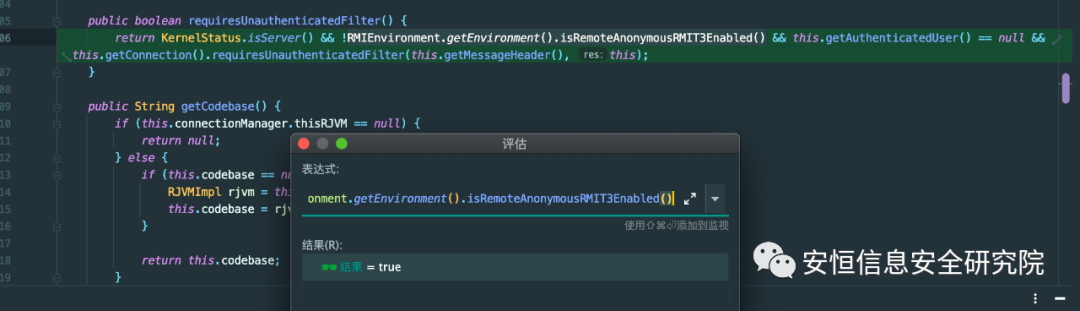 04
05 public boolean requiresUnauthenticatedFilter() {
06 return KernelStatus.isServer() && !RMIEnvironment.getEnvironment().isRemoteAnonymousRMIT3Enabled() && this.getAuthenticatedUser() == null &&
this.getConnection().requiresUnauthenticatedFilter(this.getMessageHeader(), res: this);
07 }
08
09 public String getCodebase() {
10 if (this.connectionManager.thisRJVM == null) {
11 return null;
12 } else {
13 if (this.codebase == nu
14 RJVMImpl rjvm = th
15 this.codebase = rj
16 }
17
18 return this.codebase;
19 }
评估
表达式:
onment.getEnvironment().isRemoteAnonymousRMIT3Enabled()
使用⇧⌘⏎添加到监视
结果(R):
结果 = true
安恒信息安全研究院